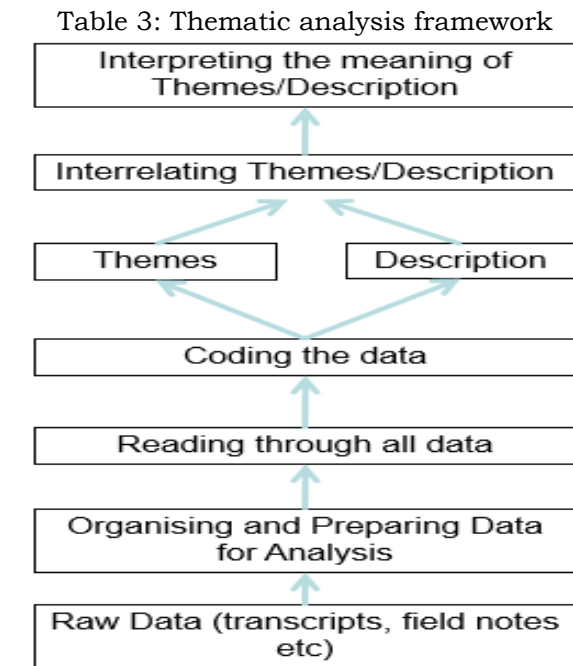 Table 3: Thematic analysis framework
Interpreting the meaning of
Themes/Description
Interrelating Themes/Description
Themes
Description
Coding the data
Reading through all data
Organising and Preparing Data
for Analysis
Raw Data (transcripts, field notes
etc)